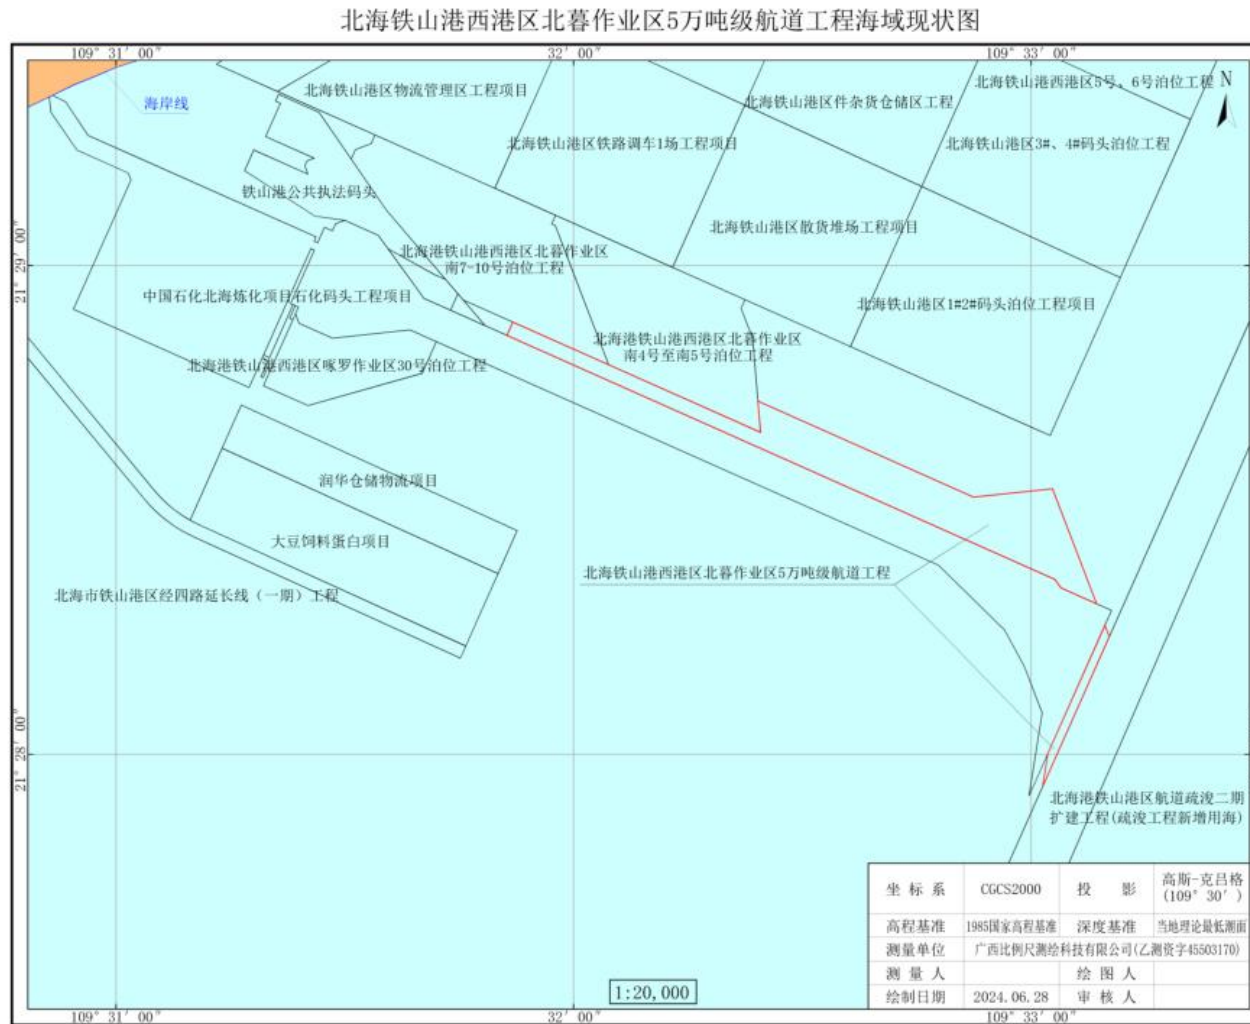 北海铁山港西港区北暮作业区5万吨级航道工程海域现状图
109° 31′ 00″
32′ 00″
109° 33′ 00″
北海铁山港西港区5号、6号泊位工程
N
海岸线
北海铁山港区物流管理区工程项目
北海铁山港区件杂货仓储区工程
北海铁山港区铁路调车1场工程项目
北海铁山港区3#、4#码头泊位工程
铁山港公共执法码头
北海铁山港区散货堆场工程项目
21° 29′ 00″
北海港铁山港西港区北暮作业区
南7-10号泊位工程
中国石化北海炼化项目石化码头工程项目
北海铁山港区1#2#码头泊位工程项目
北海港铁山港西港区北暮作业区
南4号至南5号泊位工程
北海港铁山港西港区啄罗作业区30号泊位工程
润华仓储物流项目
大豆饲料蛋白项目
北海铁山港西港区北暮作业区5万吨级航道工程
北海市铁山港区经四路延长线（一期）工程
21° 28′ 00″
北海港铁山港区航道疏浚二期
扩建工程(疏浚工程新增用海)
坐标系 CGCS2000 投影 高斯-克吕格
(109° 30′ )
高程基准 1985国家高程基准 深度基准 当地理论最低潮面
测量单位 广西比例尺测绘科技有限公司(乙测资字45503170)
测量人 绘图人
绘制日期 2024.06.28 审核人
1:20,000
109° 31′ 00″
32′ 00″
109° 33′ 00″